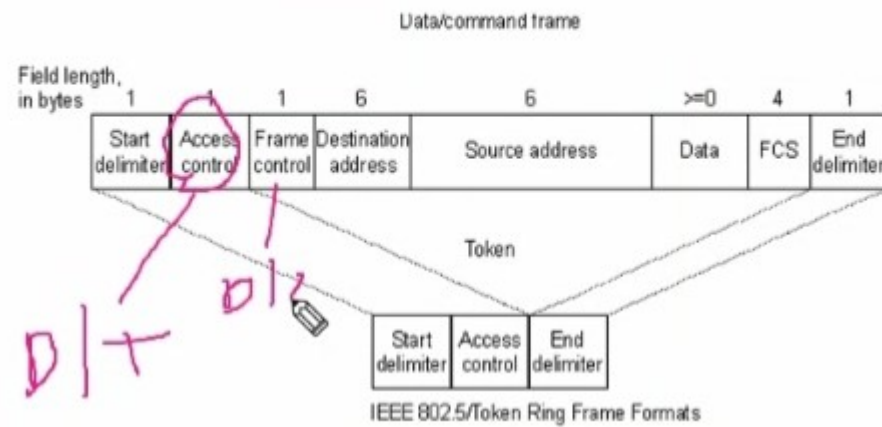 Data/command frame
Field length,
in bytes 1 1 1 6 6 >=0 4 1
Start delimiter Access control Frame control Destination address Source address Data FCS End delimiter
Token
D/T
Start delimiter Access control End delimiter
IEEE 802.5/Token Ring Frame Formats